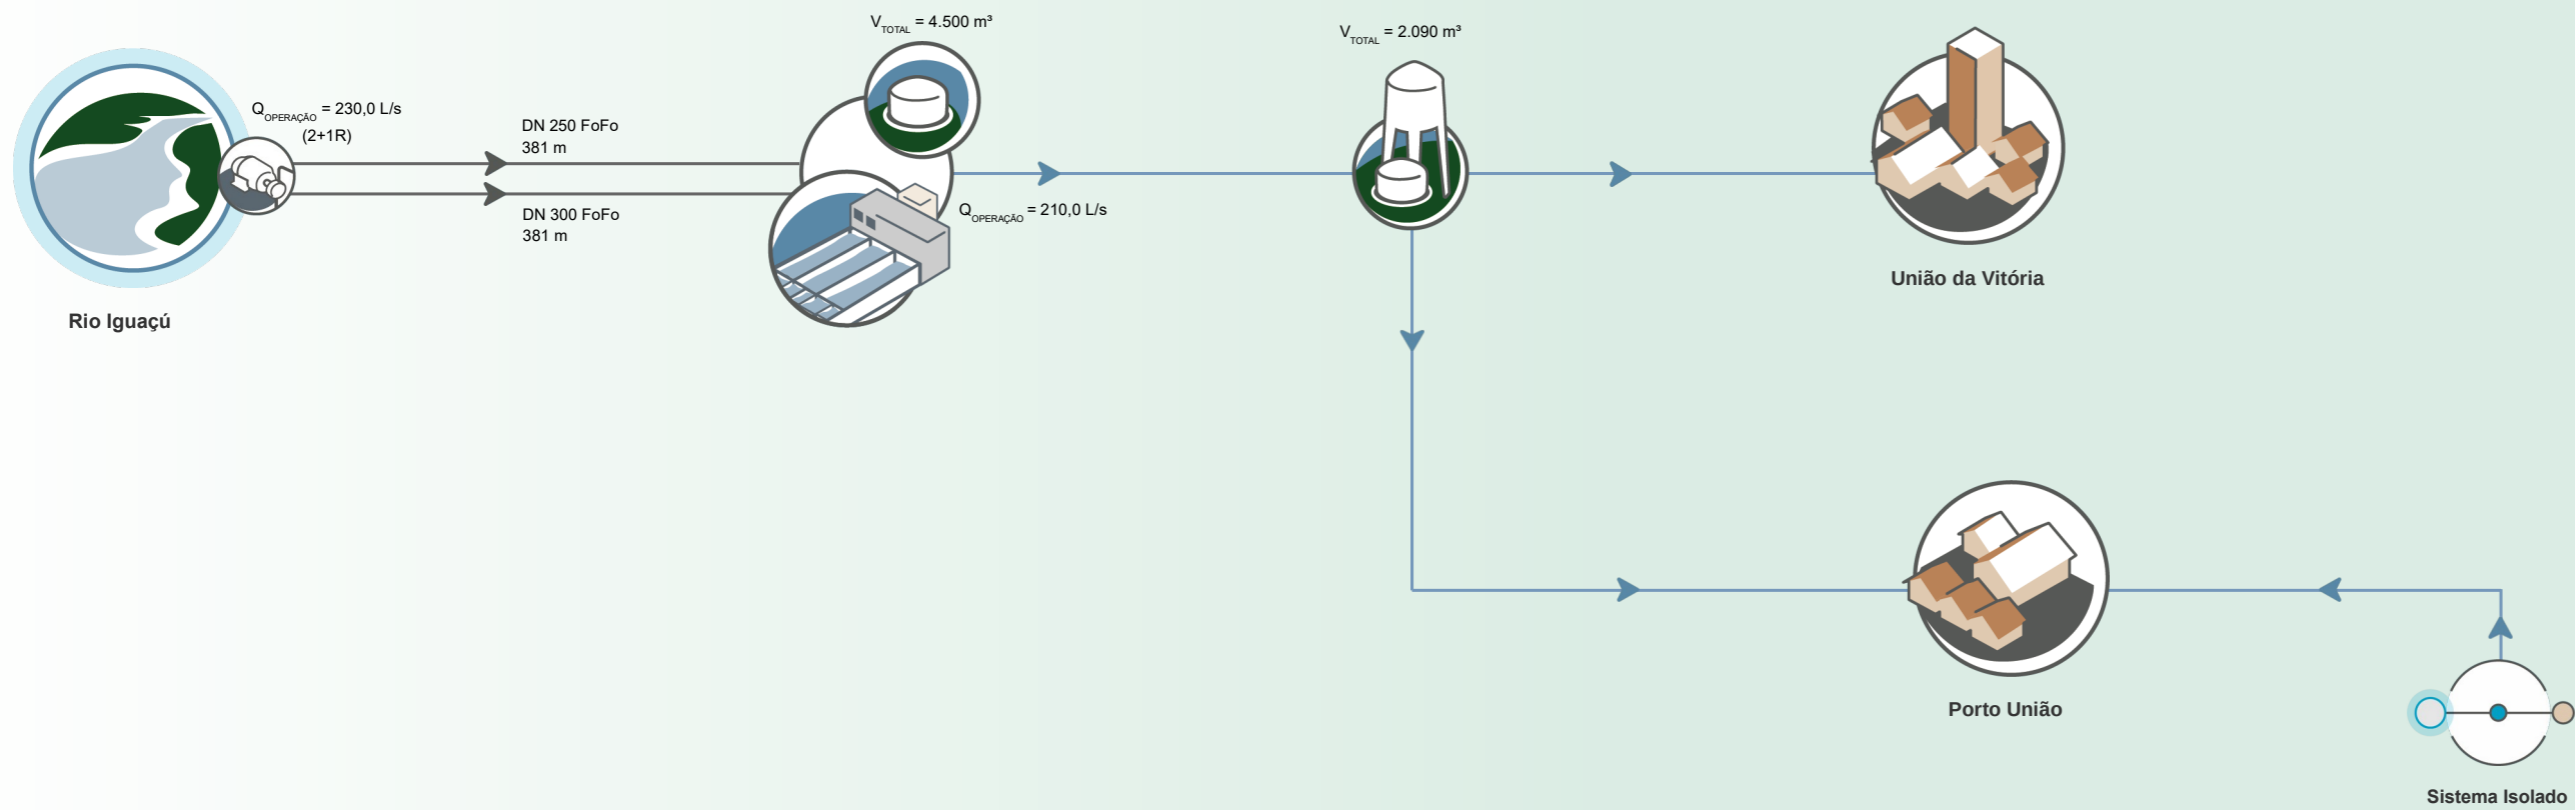 V_TOTAL = 4.500 m³
V_TOTAL = 2.090 m³
Q_OPERAÇÃO = 230,0 L/s
(2+1R)
DN 250 FoFo
381 m
DN 300 FoFo
381 m
Q_OPERAÇÃO = 210,0 L/s
União da Vitória
Rio Iguaçú
Porto União
Sistema Isolado